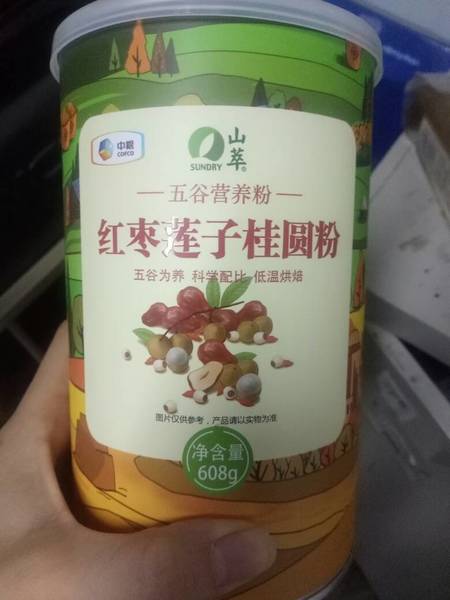 中粮
COFCO
山萃
SUNDRY
五谷营养粉
红枣莲子桂圆粉
五谷为养 科学配比 低温烘焙
图片仅供参考，产品请以实物为准
净含量
608g